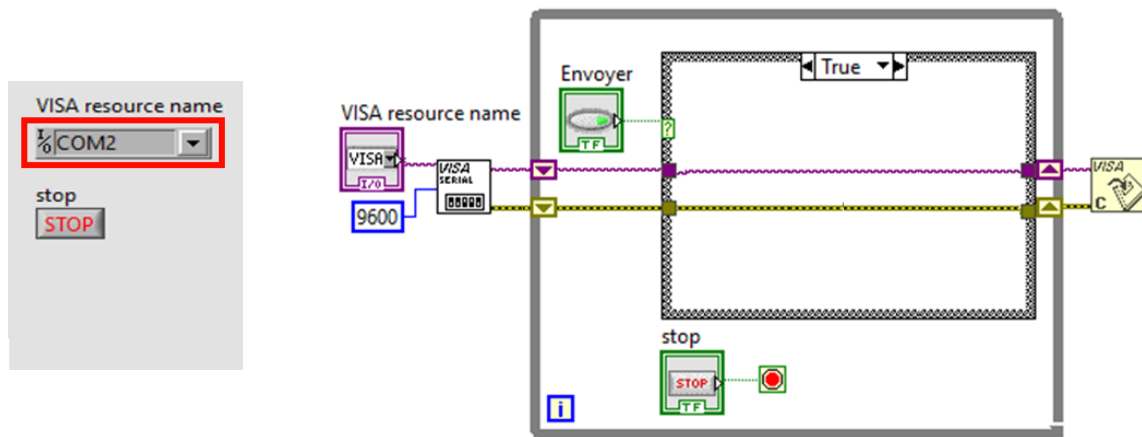 VISA resource name
I/O COM2
stop
STOP
VISA resource name
VISA
I/O
9600
VISA
SERIAL
Envoyer
TF
True
?
stop
STOP
TF
i
VISA
C